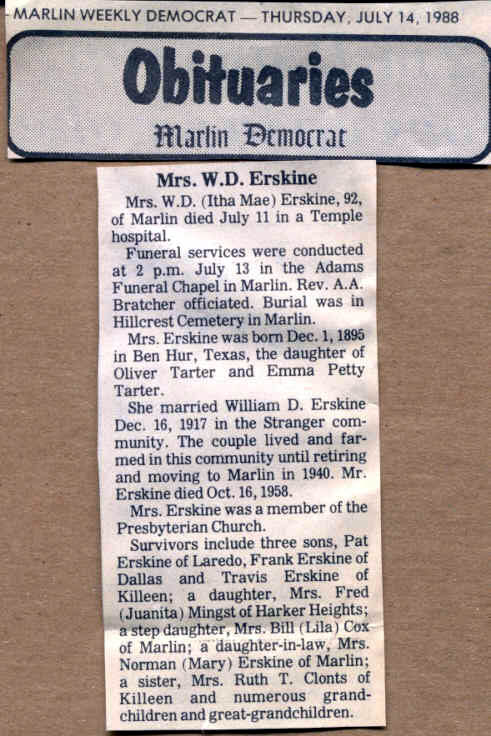 - MARLIN WEEKLY DEMOCRAT — THURSDAY, JULY 14, 1988
Obituaries
Marlin Democrat
Mrs. W.D. Erskine
Mrs. W.D. (Itha Mae) Erskine, 92,
of Marlin died July 11 in a Temple
hospital.
Funeral services were conducted
at 2 p.m. July 13 in the Adams
Funeral Chapel in Marlin. Rev. A.A.
Bratcher officiated. Burial was in
Hillcrest Cemetery in Marlin.
Mrs. Erskine was born Dec. 1, 1895
in Ben Hur, Texas, the daughter of
Oliver Tarter and Emma Petty
Tarter.
She married William D. Erskine
Dec. 16, 1917 in the Stranger com-
munity. The couple lived and far-
med in this community until retiring
and moving to Marlin in 1940. Mr.
Erskine died Oct. 16, 1958.
Mrs. Erskine was a member of the
Presbyterian Church.
Survivors include three sons, Pat
Erskine of Laredo, Frank Erskine of
Dallas and Travis Erskine of
Killeen; a daughter, Mrs. Fred
(Juanita) Mingst of Harker Heights;
a step daughter, Mrs. Bill (Lila) Cox
of Marlin; a daughter-in-law, Mrs.
Norman (Mary) Erskine of Marlin;
a sister, Mrs. Ruth T. Clonts of
Killeen and numerous grand-
children and great-grandchildren.